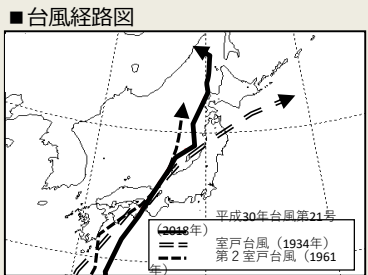 ■台風経路図
平成30年台風第21号
(2018年)
室戸台風（1934年）
第２室戸台風（1961
年）